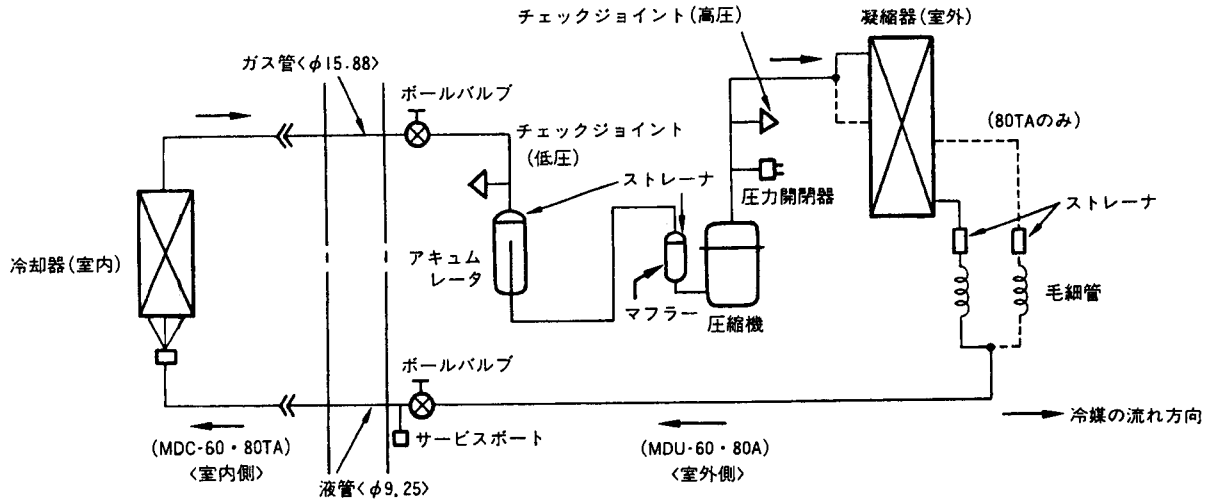 チェックジョイント(高圧)
凝縮器(室外)
ガス管<φ15.88>
ボールバルブ
チェックジョイント
(低圧)
(80TAのみ)
ストレーナ
圧力開閉器
ストレーナ
冷却器(室内)
アキュム
レータ
マフラー
圧縮機
毛細管
ボールバルブ
サービスポート
冷媒の流れ方向
(MDC-60・80TA)
<室内側>
(MDU-60・80A)
<室外側>
液管<φ9.25>